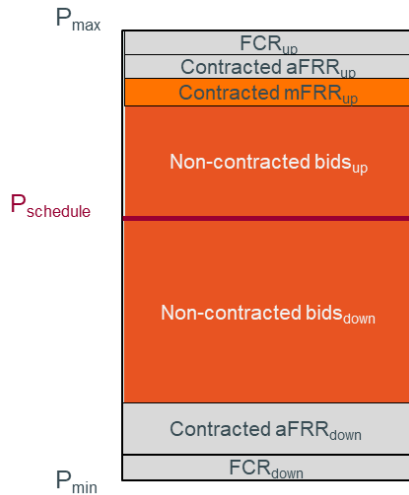 Pmax
FCRup
Contracted aFRRup
Contracted mFRRup
Non-contracted bidsup
Pschedule
Non-contracted bidsdown
Contracted aFRRdown
FCRdown
Pmin